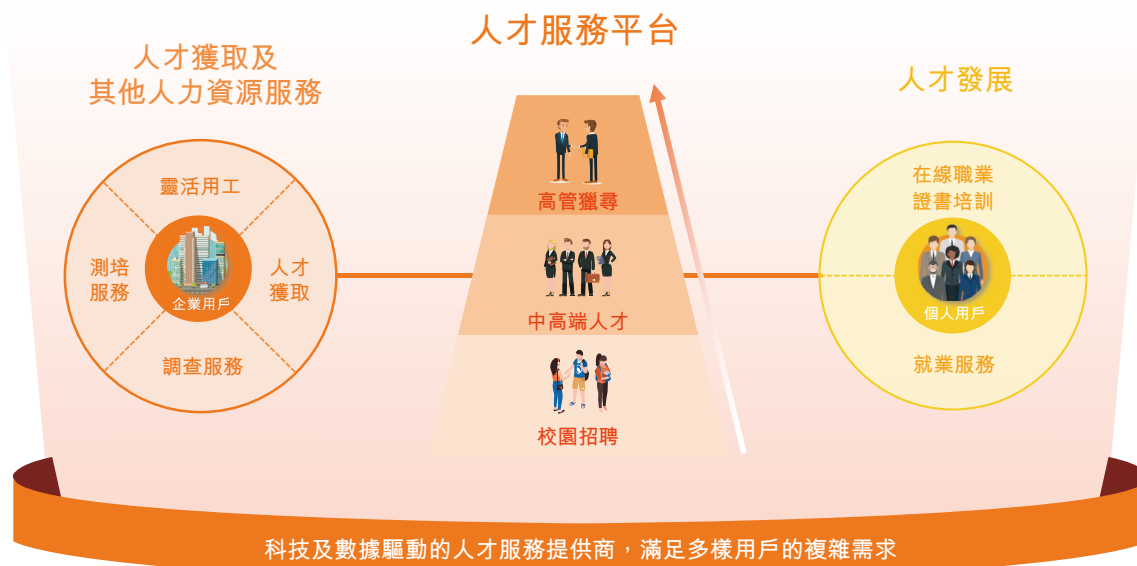 人才服務平台
人才獲取及
其他人力資源服務
靈活用工
測培
服務
企業用戶
人才
獲取
調查服務
高管獵尋
中高端人才
校園招聘
人才發展
在線職業
證書培訓
個人用戶
就業服務
科技及數據驅動的人才服務提供商，滿足多樣用戶的複雜需求